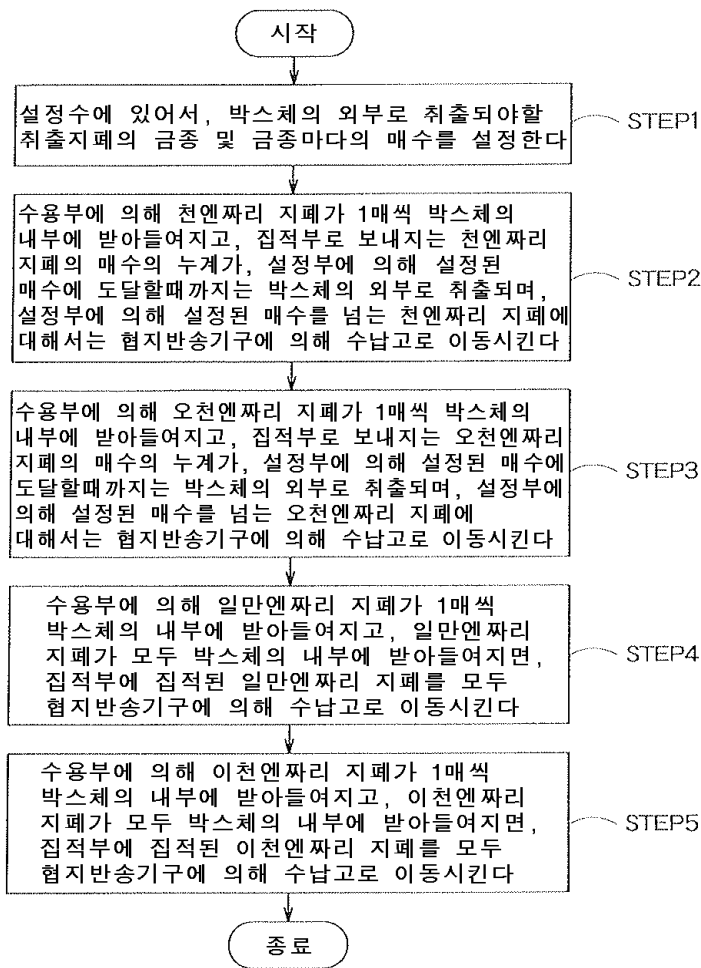 시작
설정수에 있어서, 박스체의 외부로 취출되야할
취출지폐의 금종 및 금종마다의 매수를 설정한다
STEP1
수용부에 의해 천엔짜리 지폐가 1매씩 박스체의
내부에 받아들여지고, 집적부로 보내지는 천엔짜리
지폐의 매수의 누계가, 설정부에 의해 설정된
매수에 도달할때까지는 박스체의 외부로 취출되며,
설정부에 의해 설정된 매수를 넘는 천엔짜리 지폐에
대해서는 협지반송기구에 의해 수납고로 이동시킨다
STEP2
수용부에 의해 오천엔짜리 지폐가 1매씩 박스체의
내부에 받아들여지고, 집적부로 보내지는 오천엔짜리
지폐의 매수의 누계가, 설정부에 의해 설정된 매수에
도달할때까지는 박스체의 외부로 취출되며, 설정부에
의해 설정된 매수를 넘는 오천엔짜리 지폐에
대해서는 협지반송기구에 의해 수납고로 이동시킨다
STEP3
수용부에 의해 일만엔짜리 지폐가 1매씩
박스체의 내부에 받아들여지고, 일만엔짜리
지폐가 모두 박스체의 내부에 받아들여지면,
집적부에 집적된 일만엔짜리 지폐를 모두
협지반송기구에 의해 수납고로 이동시킨다
STEP4
수용부에 의해 이천엔짜리 지폐가 1매씩
박스체의 내부에 받아들여지고, 이천엔짜리
지폐가 모두 박스체의 내부에 받아들여지면,
집적부에 집적된 이천엔짜리 지폐를 모두
협지반송기구에 의해 수납고로 이동시킨다
STEP5
종료